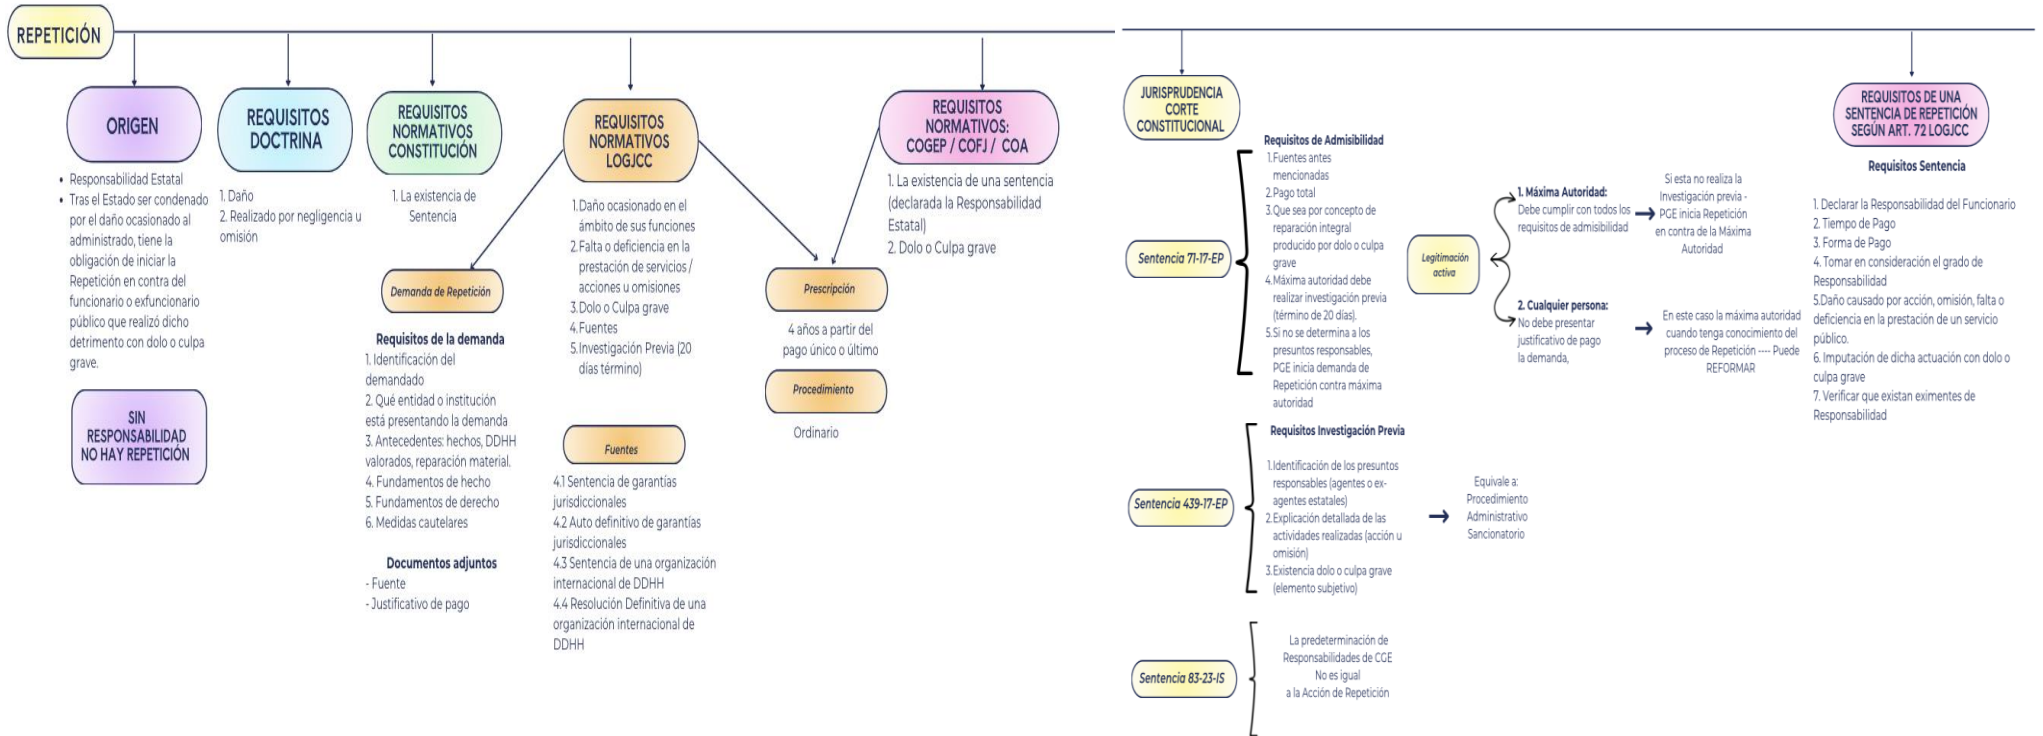 REPETICIÓN
ORIGEN
• Responsabilidad Estatal
• Tras el Estado ser condenado
por el daño ocasionado al
administrado, tiene la
obligación de iniciar la
Repetición en contra del
funcionario o exfuncionario
público que realizó dicho
detrimento con dolo o culpa
grave.
SIN
RESPONSABILIDAD
NO HAY REPETICIÓN
REQUISITOS
DOCTRINA
1. Daño
2. Realizado por negligencia u
omisión
REQUISITOS
NORMATIVOS
CONSTITUCIÓN
1. La existencia de
Sentencia
REQUISITOS
NORMATIVOS
LOGJCC
1. Daño ocasionado en el
ámbito de sus funciones
2. Falta o deficiencia en la
prestación de servicios /
acciones u omisiones
3. Dolo o Culpa grave
4. Fuentes
5. Investigación Previa (20
días término)
Demanda de Repetición
Requisitos de la demanda
1. Identificación del
demandado
2. Qué entidad o institución
está presentando la demanda
3. Antecedentes: hechos, DDHH
valorados, reparación material.
4. Fundamentos de hecho
5. Fundamentos de derecho
6. Medidas cautelares
Documentos adjuntos
- Fuente
- Justificativo de pago
Fuentes
4.1 Sentencia de garantías
jurisdiccionales
4.2 Auto definitivo de garantías
jurisdiccionales
4.3 Sentencia de una organización
internacional de DDHH
4.4 Resolución Definitiva de una
organización internacional de
DDHH
Prescripción
4 años a partir del
pago único o último
Procedimiento
Ordinario
REQUISITOS
NORMATIVOS:
COGEP / COFJ / COA
1. La existencia de una sentencia
(declarada la Responsabilidad
Estatal)
2. Dolo o Culpa grave
JURISPRUDENCIA
CORTE
CONSTITUCIONAL
Sentencia 71-17-EP
Requisitos de Admisibilidad
1. Fuentes antes
mencionadas
2. Pago total
3. Que sea por concepto de
reparación integral
producido por dolo o culpa
grave
4. Máxima autoridad debe
realizar investigación previa
(término de 20 días).
5. Si no se determina a los
presuntos responsables,
PGE inicia demanda de
Repetición contra máxima
autoridad
Legitimación
activa
1. Máxima Autoridad:
Debe cumplir con todos los
requisitos de admisibilidad
Si esta no realiza la
Investigación previa -
PGE inicia Repetición
en contra de la Máxima
Autoridad
2. Cualquier persona:
No debe presentar
justificativo de pago
la demanda,
En este caso la máxima autoridad
cuando tenga conocimiento del
proceso de Repetición ---- Puede
REFORMAR
Sentencia 439-17-EP
Requisitos Investigación Previa
1. Identificación de los presuntos
responsables (agentes o ex-
agentes estatales)
2. Explicación detallada de las
actividades realizadas (acción u
omisión)
3. Existencia dolo o culpa grave
(elemento subjetivo)
Equivale a:
Procedimiento
Administrativo
Sancionatorio
Sentencia 83-23-IS
La predeterminación de
Responsabilidades de CGE
No es igual
a la Acción de Repetición
REQUISITOS DE UNA
SENTENCIA DE REPETICIÓN
SEGÚN ART. 72 LOGJCC
Requisitos Sentencia
1. Declarar la Responsabilidad del Funcionario
2. Tiempo de Pago
3. Forma de Pago
4. Tomar en consideración el grado de
Responsabilidad
5.Daño causado por acción, omisión, falta o
deficiencia en la prestación de un servicio
público.
6. Imputación de dicha actuación con dolo o
culpa grave
7. Verificar que existan eximentes de
Responsabilidad